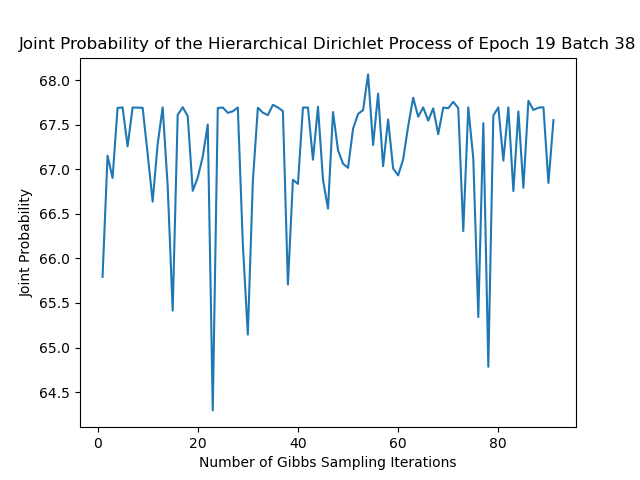 Joint Probability of the Hierarchical Dirichlet Process of Epoch 19 Batch 38
68.0
67.5
67.0
66.5
66.0
65.5
65.0
64.5
Joint Probability
0 20 40 60 80
Number of Gibbs Sampling Iterations